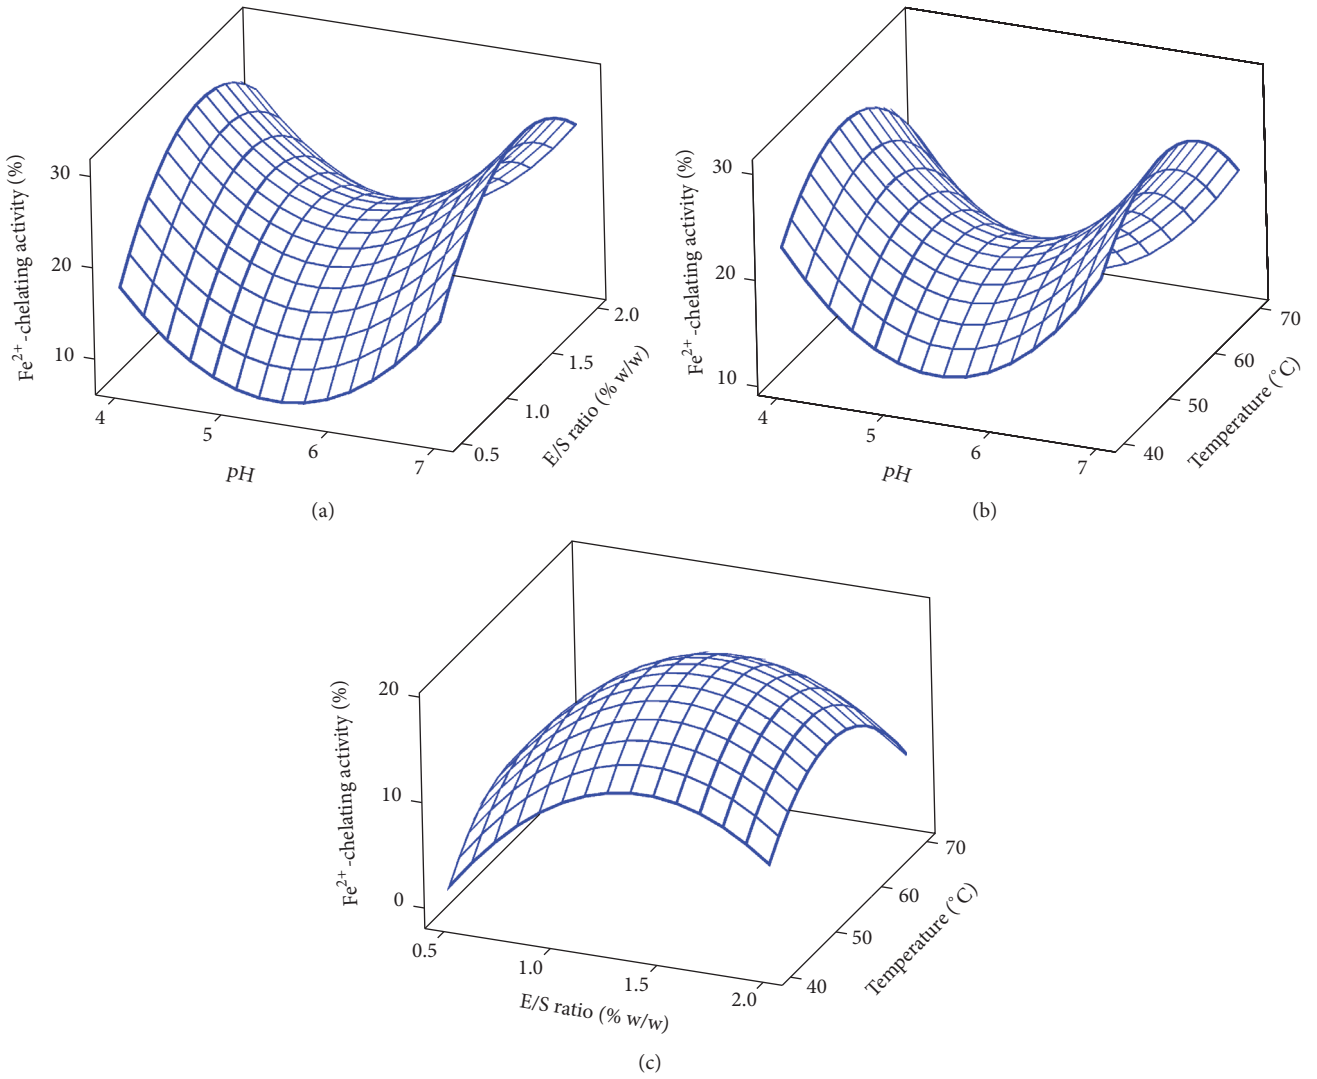 Fe²⁺-chelating activity (%)
30
20
10
4
5
6
7
pH
0.5
1.0
1.5
2.0
E/S ratio (% w/w)
(a)
Fe²⁺-chelating activity (%)
30
20
10
4
5
6
7
pH
40
50
60
70
Temperature (°C)
(b)
Fe²⁺-chelating activity (%)
20
10
0
0.5
1.0
1.5
2.0
E/S ratio (% w/w)
40
50
60
70
Temperature (°C)
(c)